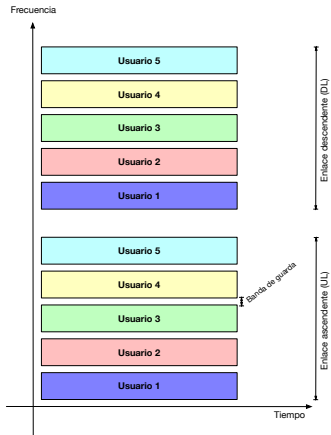 Frecuencia
Usuario 5
Usuario 4
Usuario 3
Usuario 2
Usuario 1
Enlace descendente (DL)
Usuario 5
Usuario 4
Usuario 3
Usuario 2
Usuario 1
Banda de guarda
Enlace ascendente (UL)
Tiempo